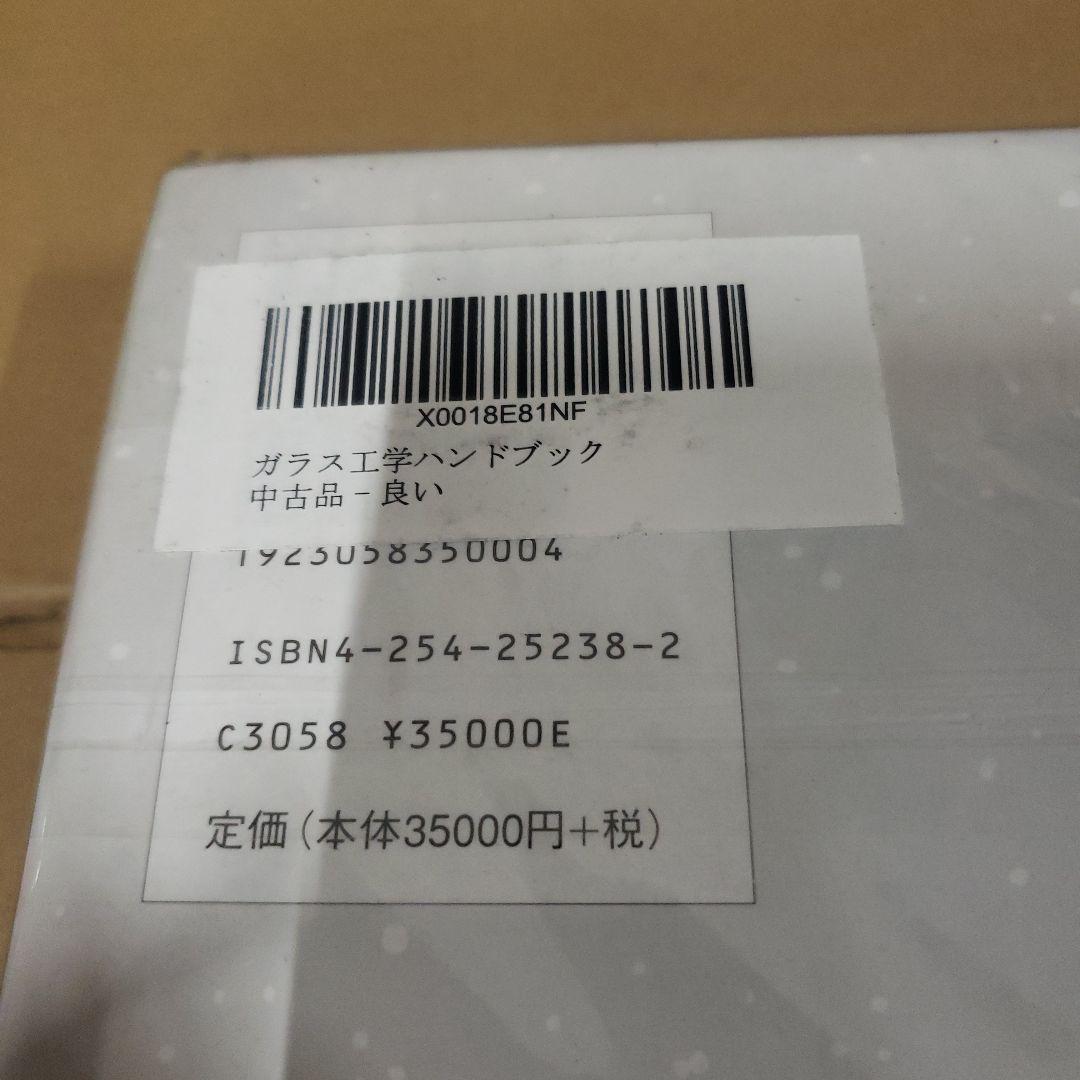 X0018E81NF
ガラス工学ハンドブック
中古品 - 良い
1923058350004
ISBN4-254-25238-2
C3058 ¥35000E
定価(本体35000円+税)